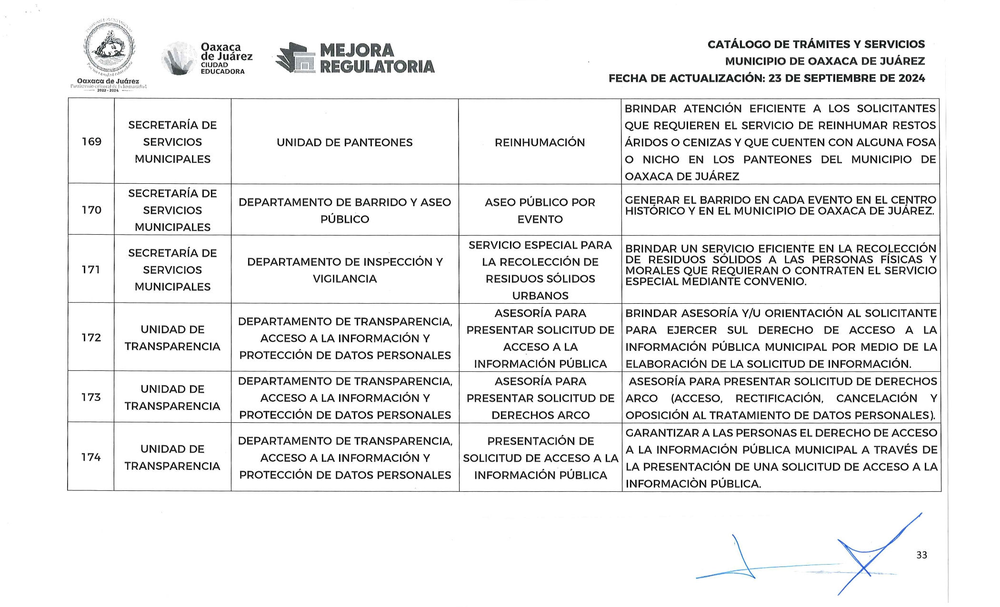 Oaxaca de Juárez
Patrimonio cultural de la humanidad
2022 - 2024
Oaxaca
de Juárez
CIUDAD
EDUCADORA
MEJORA
REGULATORIA
CATÁLOGO DE TRÁMITES Y SERVICIOS
MUNICIPIO DE OAXACA DE JUÁREZ
FECHA DE ACTUALIZACIÓN: 23 DE SEPTIEMBRE DE 2024
169
SECRETARÍA DE
SERVICIOS
MUNICIPALES
UNIDAD DE PANTEONES
REINHUMACIÓN
BRINDAR ATENCIÓN EFICIENTE A LOS SOLICITANTES
QUE REQUIEREN EL SERVICIO DE REINHUMAR RESTOS
ÁRIDOS O CENIZAS Y QUE CUENTEN CON ALGUNA FOSA
O NICHO EN LOS PANTEONES DEL MUNICIPIO DE
OAXACA DE JUÁREZ
170
SECRETARÍA DE
SERVICIOS
MUNICIPALES
DEPARTAMENTO DE BARRIDO Y ASEO
PÚBLICO
ASEO PÚBLICO POR
EVENTO
GENERAR EL BARRIDO EN CADA EVENTO EN EL CENTRO
HISTÓRICO Y EN EL MUNICIPIO DE OAXACA DE JUÁREZ.
171
SECRETARÍA DE
SERVICIOS
MUNICIPALES
DEPARTAMENTO DE INSPECCIÓN Y
VIGILANCIA
SERVICIO ESPECIAL PARA
LA RECOLECCIÓN DE
RESIDUOS SÓLIDOS
URBANOS
BRINDAR UN SERVICIO EFICIENTE EN LA RECOLECCIÓN
DE RESIDUOS SÓLIDOS A LAS PERSONAS FÍSICAS Y
MORALES QUE REQUIERAN O CONTRATEN EL SERVICIO
ESPECIAL MEDIANTE CONVENIO.
172
UNIDAD DE
TRANSPARENCIA
DEPARTAMENTO DE TRANSPARENCIA,
ACCESO A LA INFORMACIÓN Y
PROTECCIÓN DE DATOS PERSONALES
ASESORÍA PARA
PRESENTAR SOLICITUD DE
ACCESO A LA
INFORMACIÓN PÚBLICA
BRINDAR ASESORÍA Y/U ORIENTACIÓN AL SOLICITANTE
PARA EJERCER SUL DERECHO DE ACCESO A LA
INFORMACIÓN PÚBLICA MUNICIPAL POR MEDIO DE LA
ELABORACIÓN DE LA SOLICITUD DE INFORMACIÓN.
173
UNIDAD DE
TRANSPARENCIA
DEPARTAMENTO DE TRANSPARENCIA,
ACCESO A LA INFORMACIÓN Y
PROTECCIÓN DE DATOS PERSONALES
ASESORÍA PARA
PRESENTAR SOLICITUD DE
DERECHOS ARCO
ASESORÍA PARA PRESENTAR SOLICITUD DE DERECHOS
ARCO (ACCESO, RECTIFICACIÓN, CANCELACIÓN Y
OPOSICIÓN AL TRATAMIENTO DE DATOS PERSONALES).
174
UNIDAD DE
TRANSPARENCIA
DEPARTAMENTO DE TRANSPARENCIA,
ACCESO A LA INFORMACIÓN Y
PROTECCIÓN DE DATOS PERSONALES
PRESENTACIÓN DE
SOLICITUD DE ACCESO A LA
INFORMACIÓN PÚBLICA
GARANTIZAR A LAS PERSONAS EL DERECHO DE ACCESO
A LA INFORMACIÓN PÚBLICA MUNICIPAL A TRAVÉS DE
LA PRESENTACIÓN DE UNA SOLICITUD DE ACCESO A LA
INFORMACIÒN PÚBLICA.
33